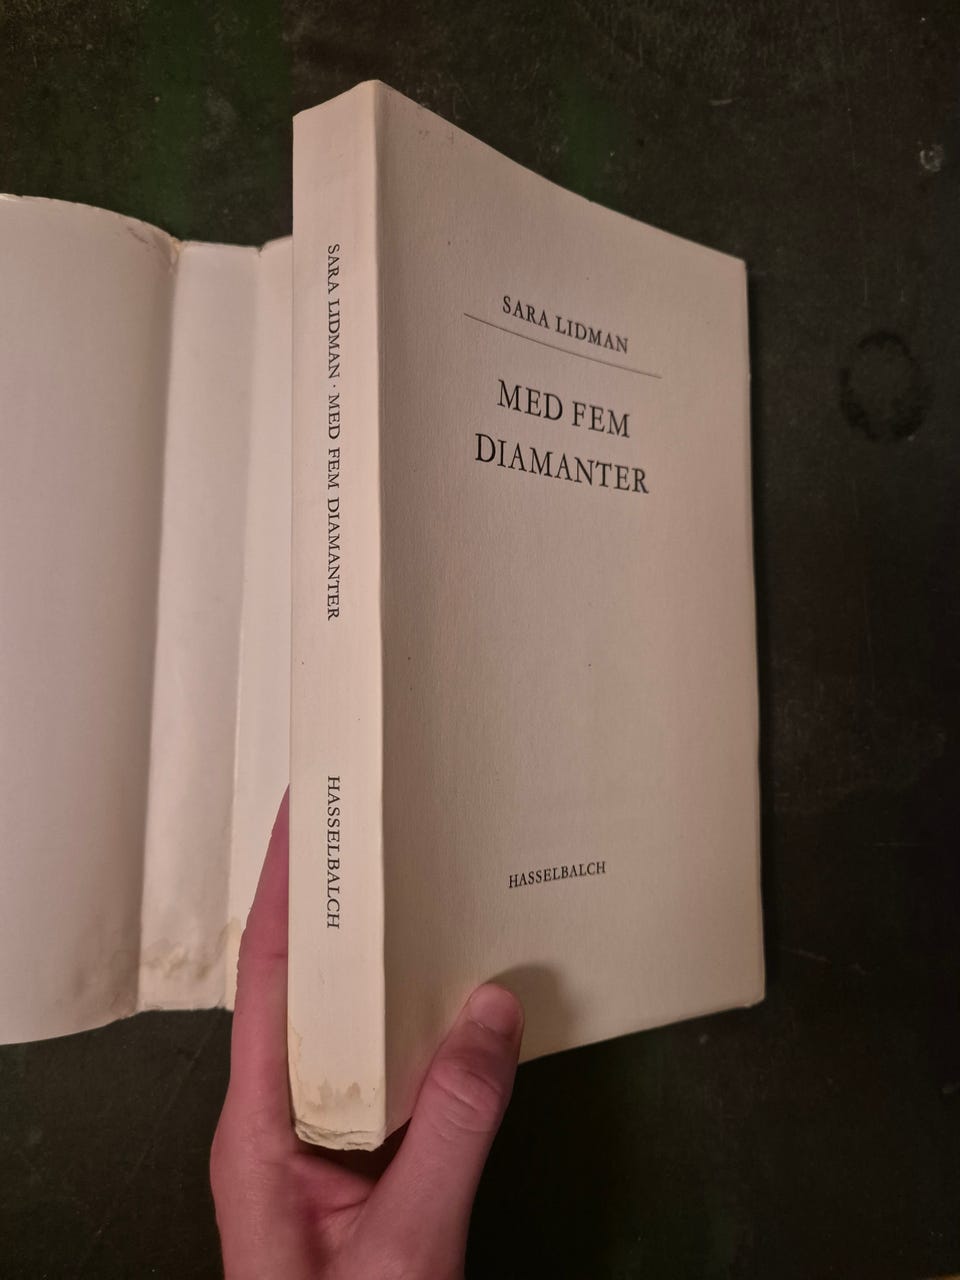 SARA LIDMAN · MED FEM DIAMANTER
HASSELBALCH
SARA LIDMAN
MED FEM
DIAMANTER
HASSELBALCH